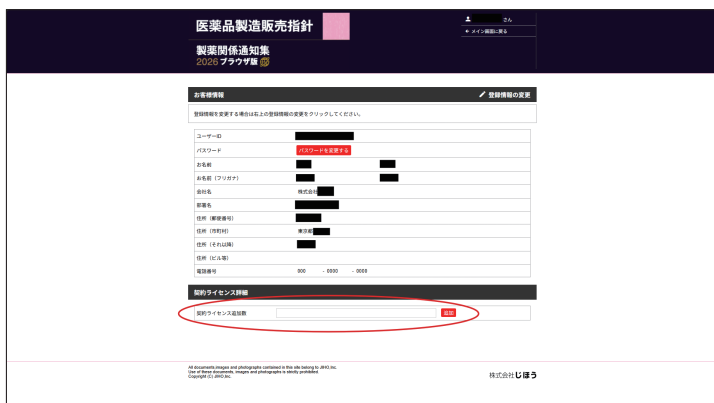 医薬品製造販売指針
製薬関係通知集
2026 ブラウザ版
さん
メイン画面に戻る
お客様情報
登録情報の変更
登録情報を変更する場合は右上の登録情報の変更をクリックしてください。
ユーザーID
パスワード パスワードを変更する
お名前
お名前（フリガナ）
会社名 株式会社
部署名
住所（郵便番号）
住所（市町村） 東京都
住所（それ以降）
住所（ビル等）
電話番号 000 - 0000 - 0000
契約ライセンス詳細
契約ライセンス追加数 追加
All documents,images and photographs contained in this site belong to JIHO,Inc.
Use of these documents, images and photographs is strictly prohibited.
Copyright (C) JIHO,Inc.
株式会社じほう